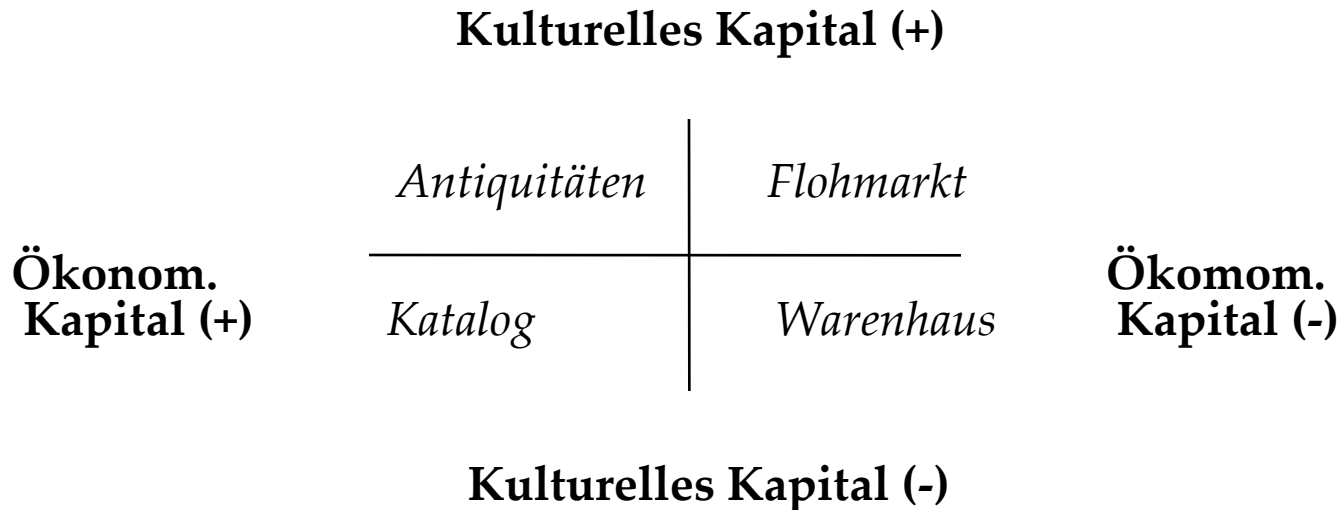 Kulturelles Kapital (+)
Antiquitäten Flohmarkt
Ökonom.
Kapital (+)
Ökomom.
Kapital (-)
Katalog Warenhaus
Kulturelles Kapital (-)